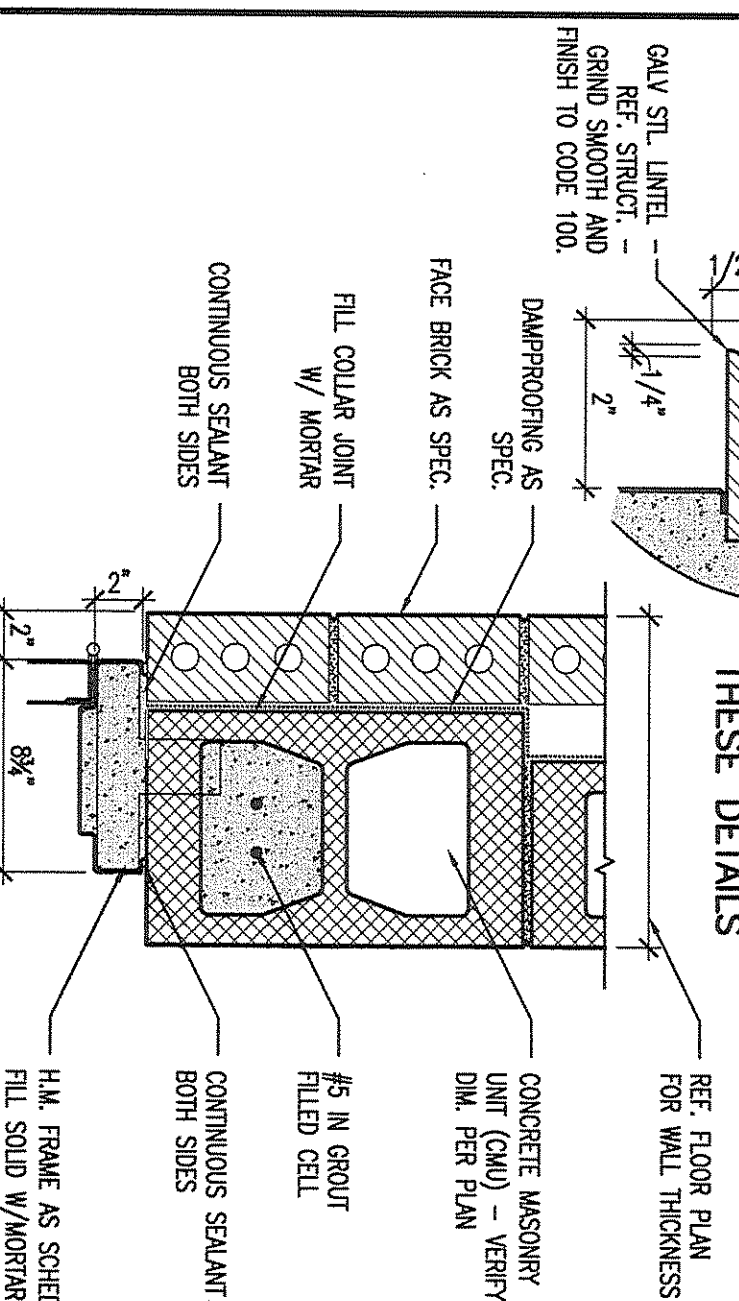 THESE DETAILS
GALV STL. LINTEL -
REF. STRUCT. -
GRIND SMOOTH AND
FINISH TO CODE 100.
1/4"
2"
DAMPPROOFING AS
SPEC.
FACE BRICK AS SPEC.
FILL COLLAR JOINT
W/ MORTAR
CONTINUOUS SEALANT
BOTH SIDES
2"
2"
8¾"
REF. FLOOR PLAN
FOR WALL THICKNESS
CONCRETE MASONRY
UNIT (CMU) - VERIFY
DIM. PER PLAN
#5 IN GROUT
FILLED CELL
CONTINUOUS SEALANT
BOTH SIDES
H.M. FRAME AS
FILL SOLID W/MORTAR